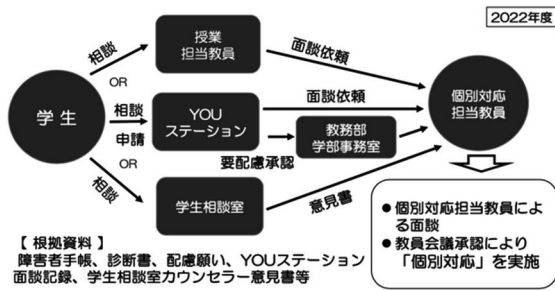 2022年度
授業
担当教員
相談
面談依頼
OR
学生
相談
申請
YOU
ステーション
面談依頼
個別対応
担当教員
教務部
学部事務室
要配慮承認
OR
相談
学生相談室
意見書
● 個別対応担当教員によ
る面談
● 教員会議承認により
「個別対応」を実施
【 根拠資料 】
障害者手帳、診断書、配慮願い、YOUステーション
面談記録、学生相談室カウンセラー意見書等